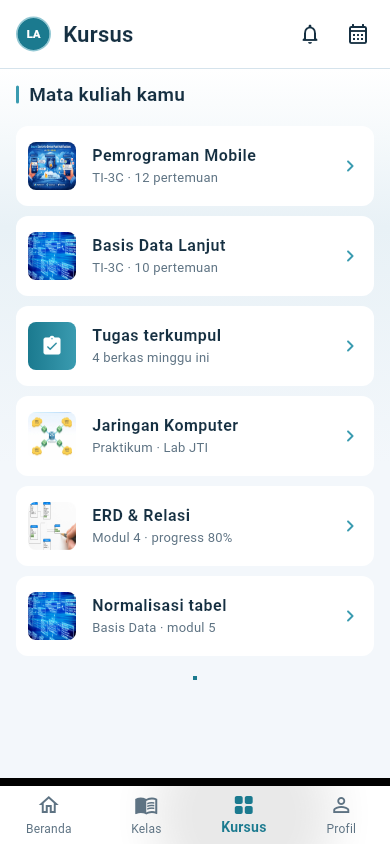 LA
Kursus
Mata kuliah kamu
Pemrograman Mobile
TI-3C · 12 pertemuan
Basis Data Lanjut
TI-3C · 10 pertemuan
Tugas terkumpul
4 berkas minggu ini
Jaringan Komputer
Praktikum · Lab JTI
ERD & Relasi
Modul 4 · progress 80%
Normalisasi tabel
Basis Data · modul 5
Beranda
Kelas
Kursus
Profil